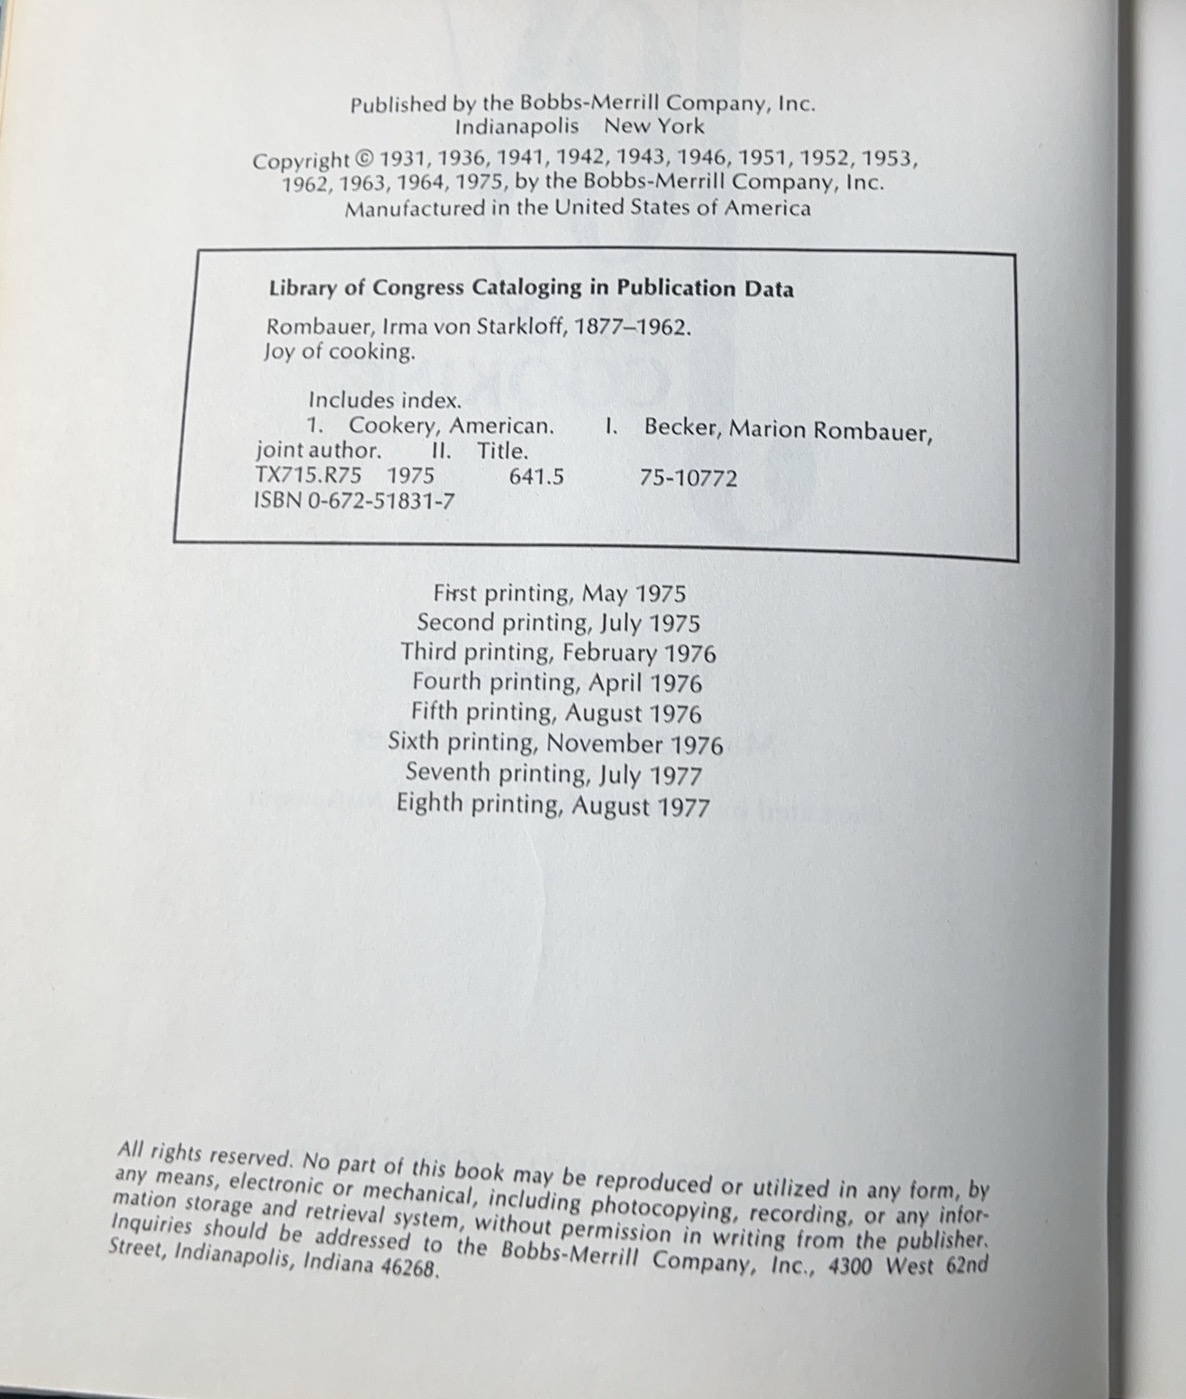 Published by the Bobbs-Merrill Company, Inc.
Indianapolis New York
Copyright © 1931, 1936, 1941, 1942, 1943, 1946, 1951, 1952, 1953,
1962, 1963, 1964, 1975, by the Bobbs-Merrill Company, Inc.
Manufactured in the United States of America
Library of Congress Cataloging in Publication Data
Rombauer, Irma von Starkloff, 1877–1962.
Joy of cooking.
Includes index.
1. Cookery, American. I. Becker, Marion Rombauer,
joint author. II. Title.
TX715.R75 1975 641.5 75-10772
ISBN 0-672-51831-7
First printing, May 1975
Second printing, July 1975
Third printing, February 1976
Fourth printing, April 1976
Fifth printing, August 1976
Sixth printing, November 1976
Seventh printing, July 1977
Eighth printing, August 1977
All rights reserved. No part of this book may be reproduced or utilized in any form, by
any means, electronic or mechanical, including photocopying, recording, or any infor-
mation storage and retrieval system, without permission in writing from the publisher.
Inquiries should be addressed to the Bobbs-Merrill Company, Inc., 4300 West 62nd
Street, Indianapolis, Indiana 46268.